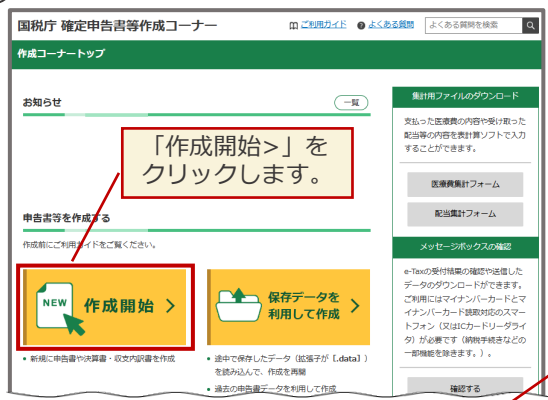 国税庁 確定申告書等作成コーナー
ご利用ガイド
? よくある質問
よくある質問を検索
作成コーナートップ
お知らせ
一覧
「作成開始>」を
クリックします。
申告書等を作成する
作成前にご利用ガイドをご覧ください。
NEW
作成開始 >
・新規に申告書や決算書・収支内訳書を作成
保存データを
利用して作成 >
・途中で保存したデータ（拡張子が【.data】）
を読み込んで、作成を再開
・過去の申告書データを利用して作成
集計用ファイルのダウンロード
支払った医療費の内容や受け取った
配当等の内容を表計算ソフトで入力
することができます。
医療費集計フォーム
配当集計フォーム
メッセージボックスの確認
e-Taxの受付結果の確認や送信した
データのダウンロードができます。
ご利用にはマイナンバーカードとマ
イナンバーカード読取対応のスマー
トフォン（又はICカードリーダライ
タ）が必要です（納税手続きなどの
一部機能を除きます。）。
確認する